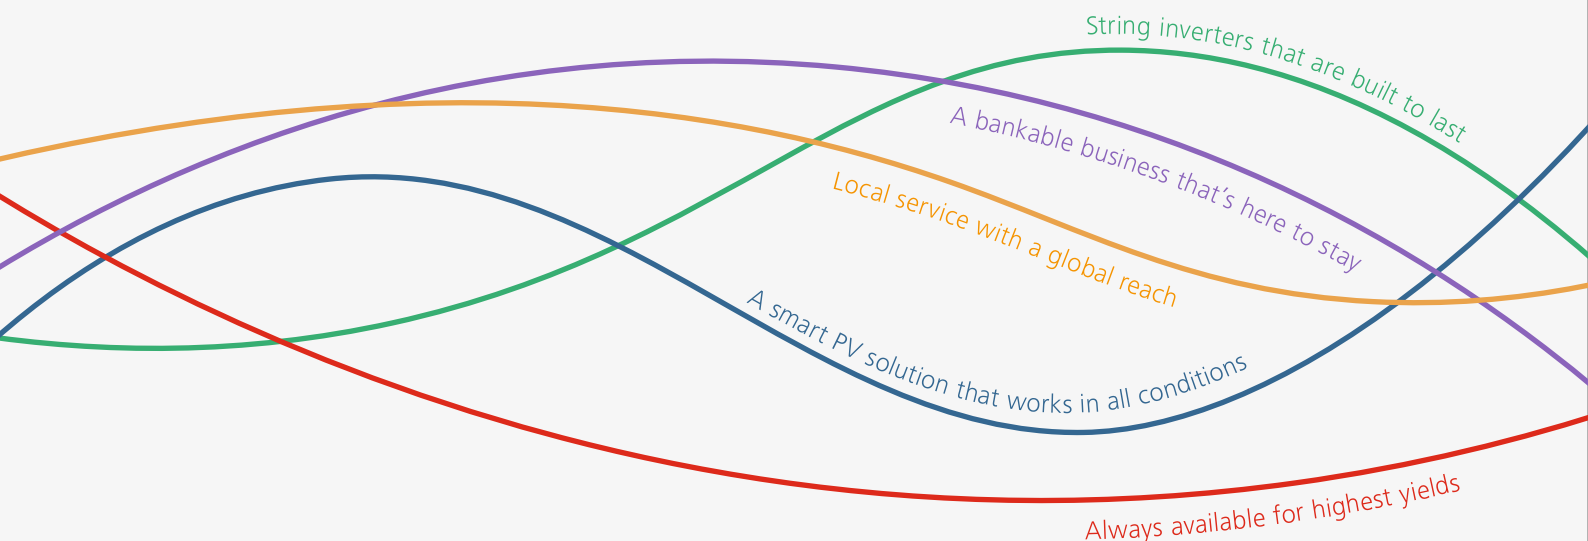 String inverters that are built to last
A bankable business that's here to stay
Local service with a global reach
A smart PV solution that works in all conditions
Always available for highest yields